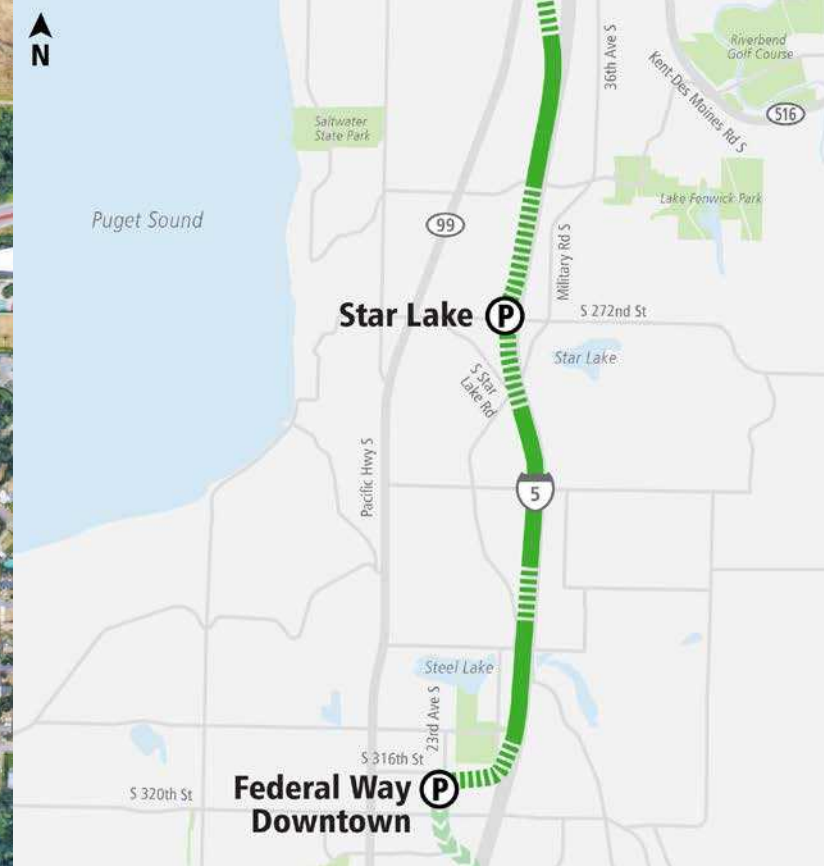 N
Saltwater
State Park
36th Ave S
Riverbend
Golf Course
Kent-Des Moines Rd S
516
Puget Sound
99
Lake Fenwick Park
Military Rd S
Star Lake
P
S 272nd St
Star Lake
S Star
Lake Rd
Pacific Hwy S
5
Steel Lake
23rd Ave S
S 316th St
Federal Way
Downtown
P
S 320th St